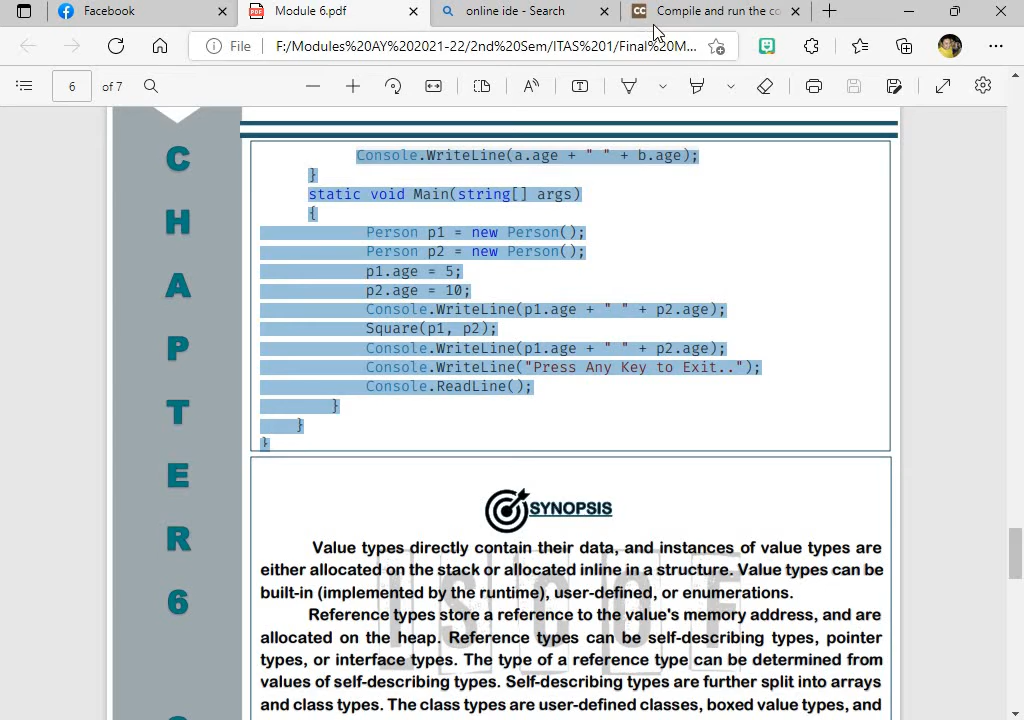 Facebook
Module 6.pdf
online ide - Search
Compile and run the co
File
F:/Modules%20AY%202021-22/2nd%20Sem/ITAS%201/Final%20M...
6 of 7
CHAPTER 6
Console.WriteLine(a.age + " " + b.age);
}
static void Main(string[] args)
{
Person p1 = new Person();
Person p2 = new Person();
p1.age = 5;
p2.age = 10;
Console.WriteLine(p1.age + " " + p2.age);
Square(p1, p2);
Console.WriteLine(p1.age + " " + p2.age);
Console.WriteLine("Press Any Key to Exit..");
Console.ReadLine();
}
}
}
SYNOPSIS
Value types directly contain their data, and instances of value types are
either allocated on the stack or allocated inline in a structure. Value types can be
built-in (implemented by the runtime), user-defined, or enumerations.
Reference types store a reference to the value's memory address, and are
allocated on the heap. Reference types can be self-describing types, pointer
types, or interface types. The type of a reference type can be determined from
values of self-describing types. Self-describing types are further split into arrays
and class types. The class types are user-defined classes, boxed value types, and
ISCOF